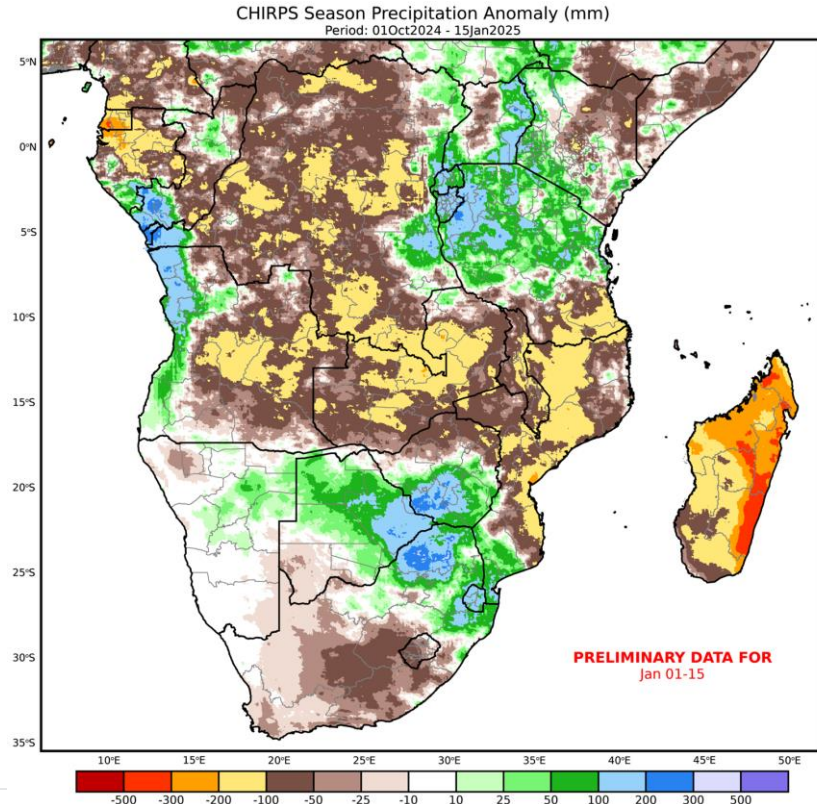 CHIRPS Season Precipitation Anomaly (mm)
Period: 01Oct2024 - 15Jan2025
5°N
0°N
5°S
10°S
15°S
20°S
25°S
30°S
35°S
PRELIMINARY DATA FOR
Jan 01-15
10°E 15°E 20°E 25°E 30°E 35°E 40°E 45°E 50°E
-500 -300 -200 -100 -50 -25 -10 10 25 50 100 200 300 500